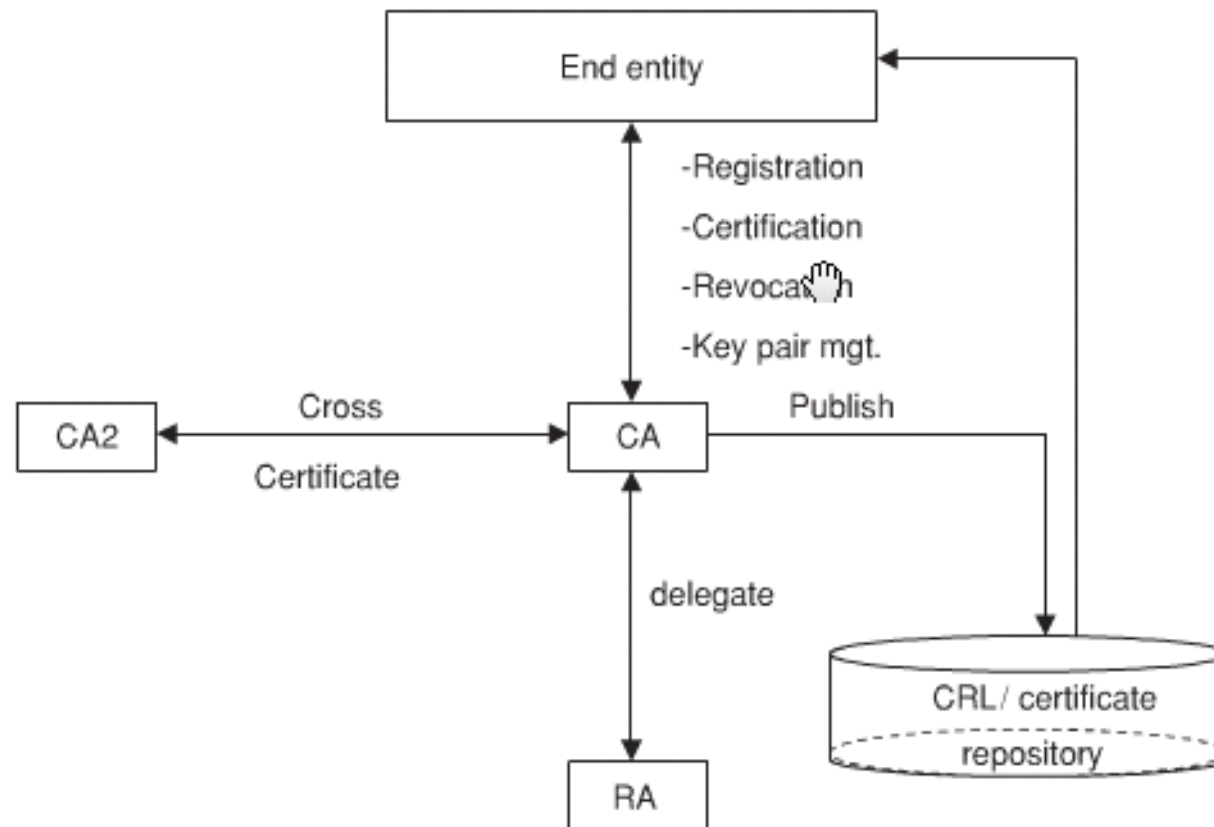 End entity
-Registration
-Certification
-Key pair mgt.
Cross
Publish
CA2
CA
Certificate
delegate
CRL/ certificate
repository
RA